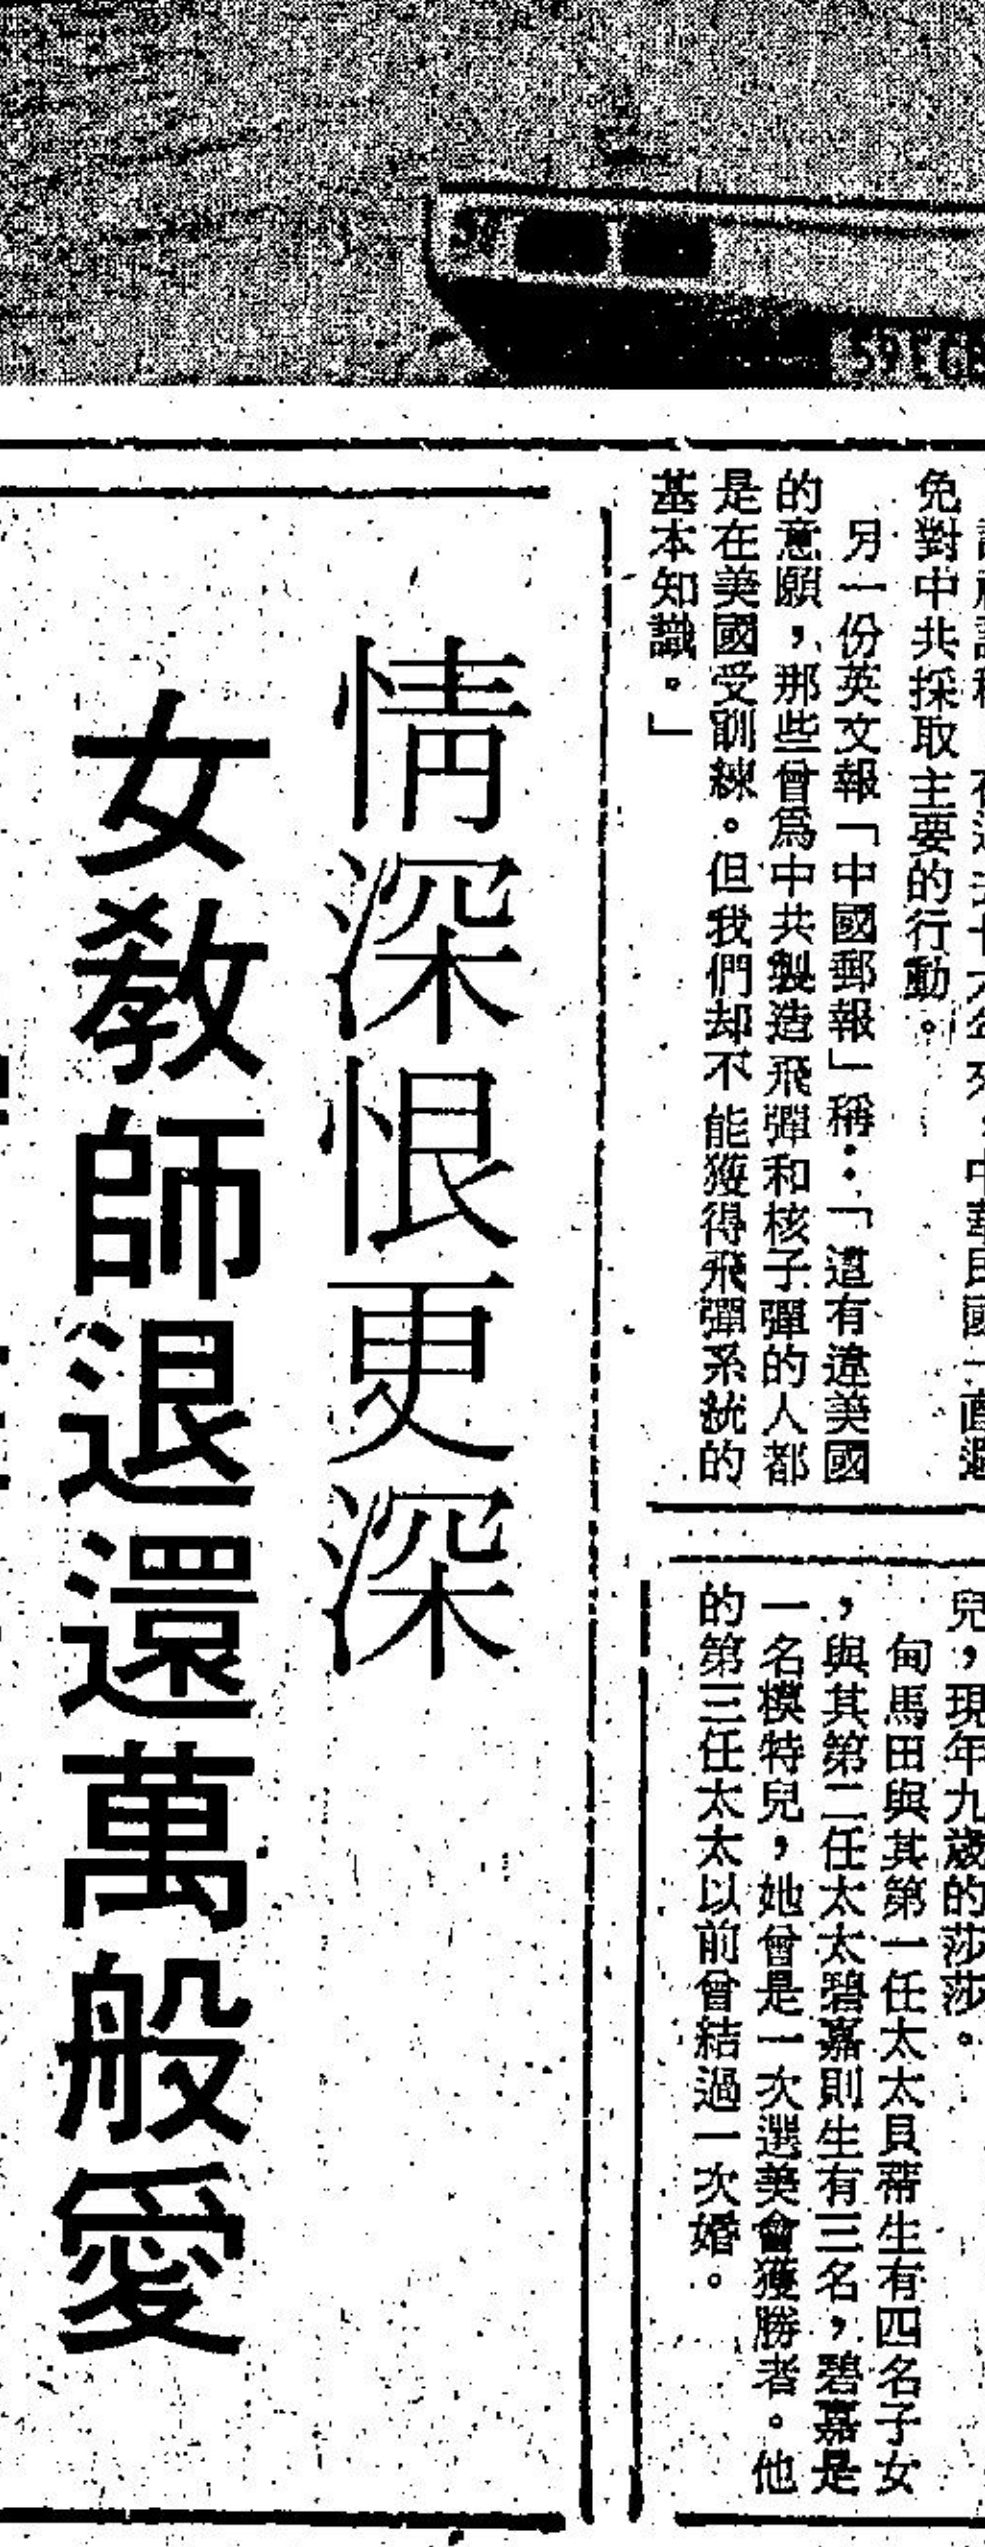 免對中共採取主要的行動。
另一份英文報「中國郵報」稱：「這有違美國
的意願，那些曾爲中共製造飛彈和核子彈的人都
是在美國受訓練。但我們却不能獲得飛彈系統的
基本知識。」
兒，現年九歲的莎莎。
甸馬田與其第一任太太貝蒂生有四名子女
，與其第二任太太碧嘉則生有三名，碧嘉是
一名模特兒，她曾是一次選美會獲勝者。他
的第三任太太以前曾結過一次婚。
情深恨更深
女教師退還萬般愛